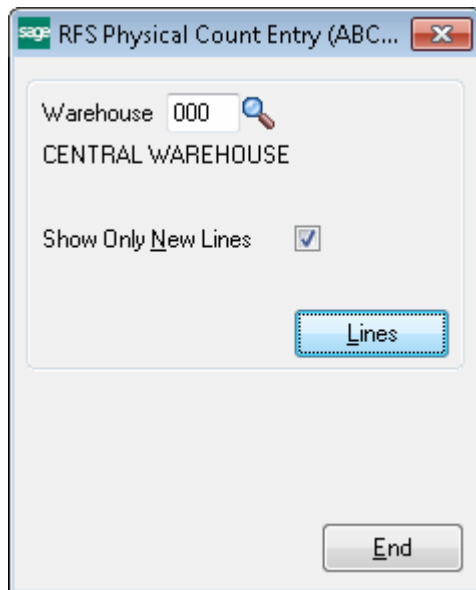 sage RFS Physical Count Entry (ABC...
Warehouse 000
CENTRAL WAREHOUSE
Show Only New Lines
Lines
End